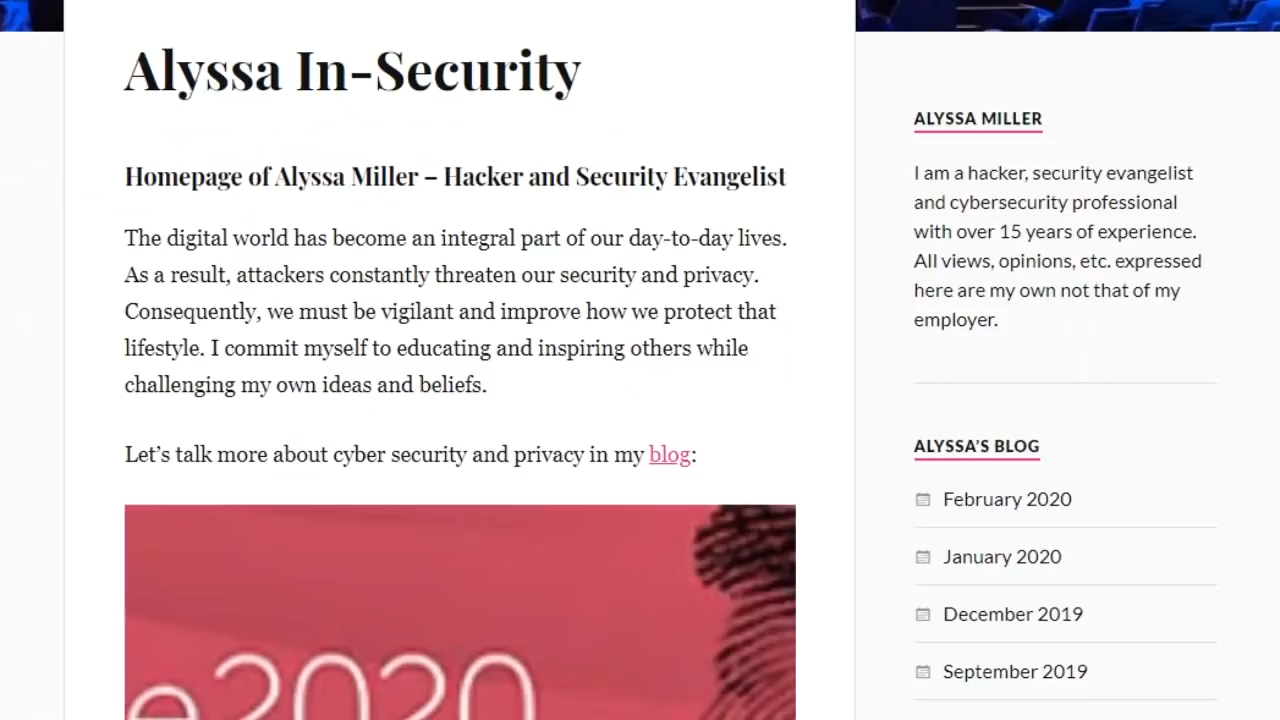 Alyssa In-Security
Homepage of Alyssa Miller – Hacker and Security Evangelist
The digital world has become an integral part of our day-to-day lives.
As a result, attackers constantly threaten our security and privacy.
Consequently, we must be vigilant and improve how we protect that
lifestyle. I commit myself to educating and inspiring others while
challenging my own ideas and beliefs.
Let’s talk more about cyber security and privacy in my blog:
e2020
ALYSSA MILLER
I am a hacker, security evangelist
and cybersecurity professional
with over 15 years of experience.
All views, opinions, etc. expressed
here are my own not that of my
employer.
ALYSSA’S BLOG
February 2020
January 2020
December 2019
September 2019